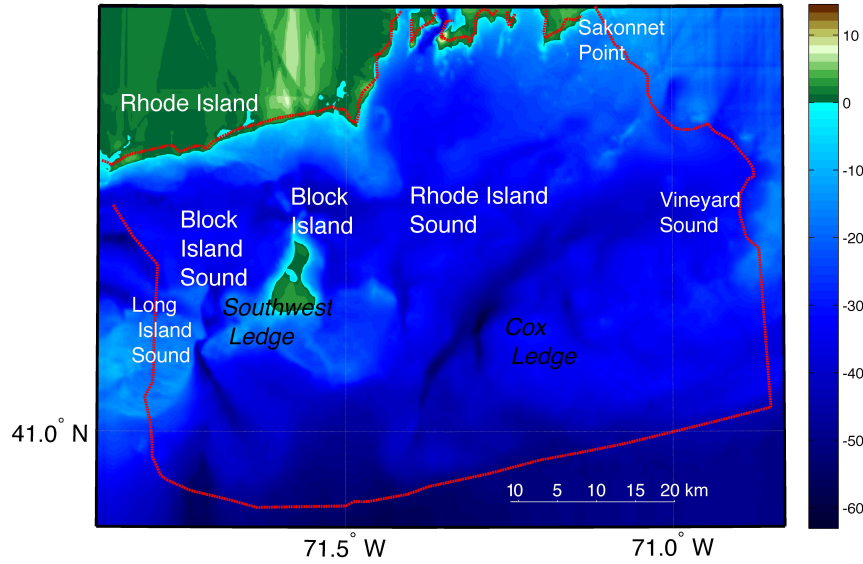 Sakonnet
Point
Rhode Island
Block
Island
Rhode Island
Sound
Vineyard
Sound
Block
Island
Sound
Long
Island
Sound
Southwest
Ledge
Cox
Ledge
41.0° N
10 5 10 15 20 km
71.5° W
71.0° W
10
0
-10
-20
-30
-40
-50
-60